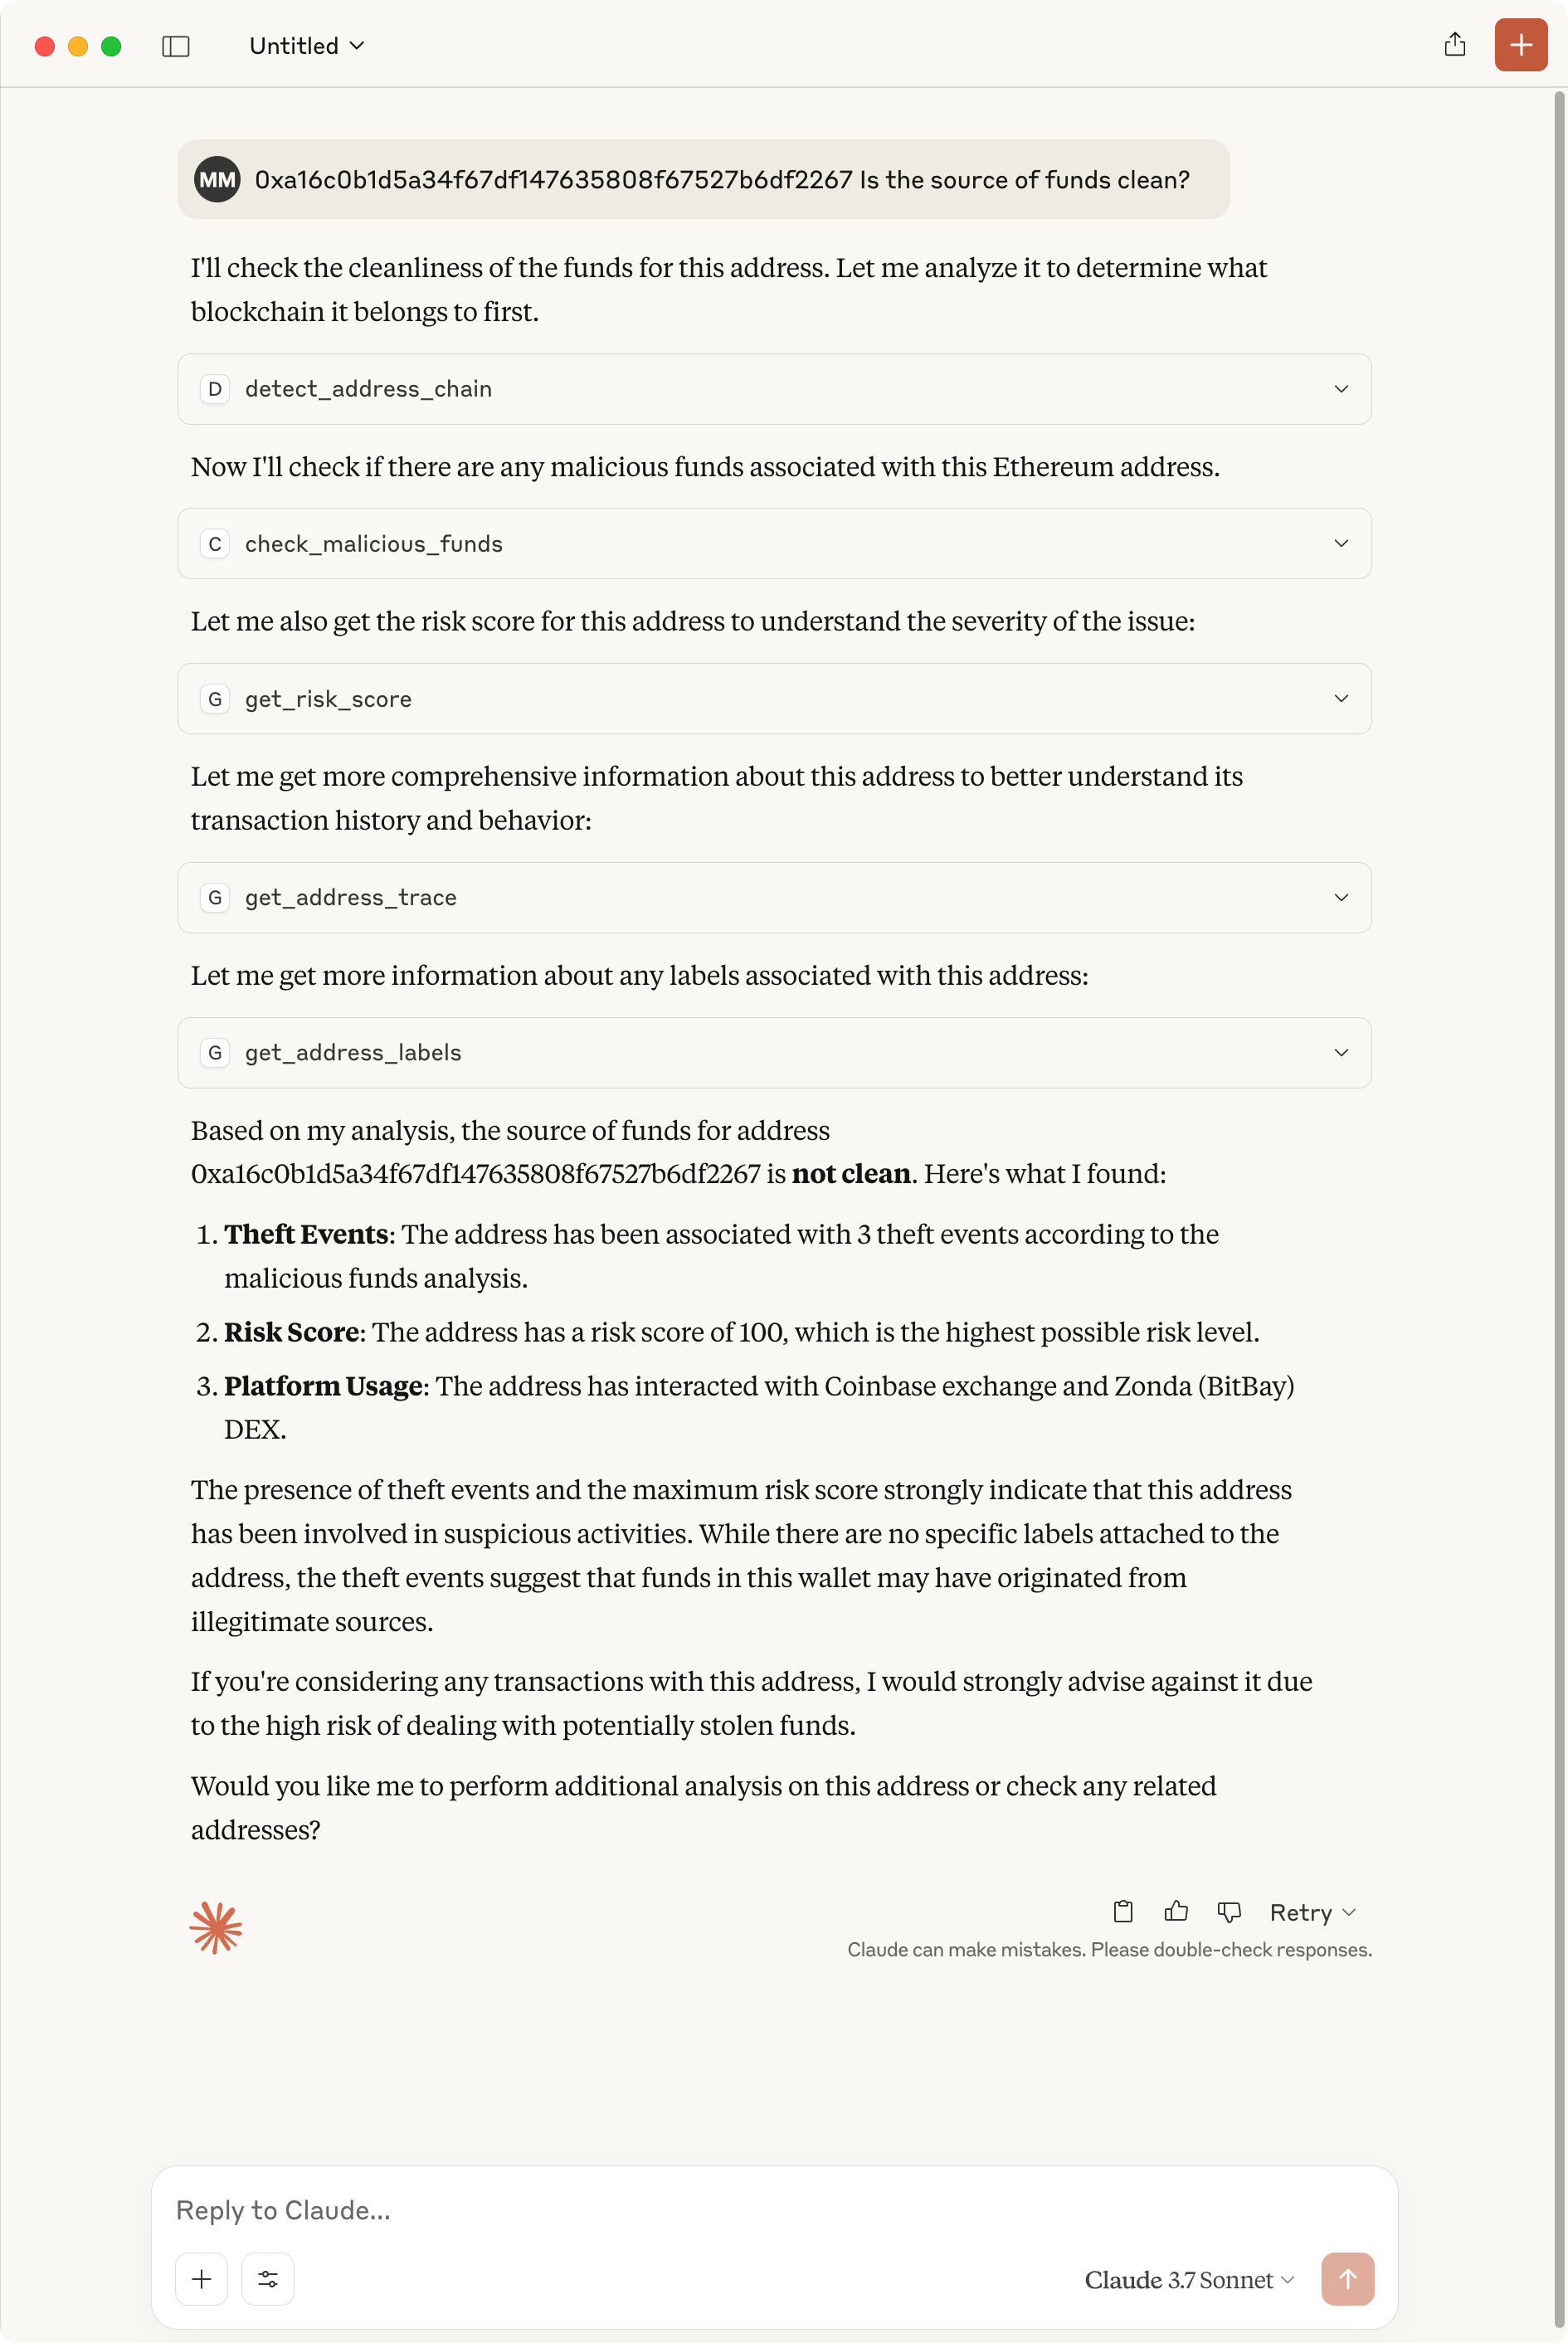 Untitled
MM 0xa16c0b1d5a34f67df147635808f67527b6df2267 Is the source of funds clean?
I'll check the cleanliness of the funds for this address. Let me analyze it to determine what
blockchain it belongs to first.
D detect_address_chain
Now I'll check if there are any malicious funds associated with this Ethereum address.
C check_malicious_funds
Let me also get the risk score for this address to understand the severity of the issue:
G get_risk_score
Let me get more comprehensive information about this address to better understand its
transaction history and behavior:
G get_address_trace
Let me get more information about any labels associated with this address:
G get_address_labels
Based on my analysis, the source of funds for address
0xa16c0b1d5a34f67df147635808f67527b6df2267 is not clean. Here's what I found:
1. Theft Events: The address has been associated with 3 theft events according to the
malicious funds analysis.
2. Risk Score: The address has a risk score of 100, which is the highest possible risk level.
3. Platform Usage: The address has interacted with Coinbase exchange and Zonda (BitBay)
DEX.
The presence of theft events and the maximum risk score strongly indicate that this address
has been involved in suspicious activities. While there are no specific labels attached to the
address, the theft events suggest that funds in this wallet may have originated from
illegitimate sources.
If you're considering any transactions with this address, I would strongly advise against it due
to the high risk of dealing with potentially stolen funds.
Would you like me to perform additional analysis on this address or check any related
addresses?
Retry
Claude can make mistakes. Please double-check responses.
Reply to Claude...
Claude 3.7 Sonnet